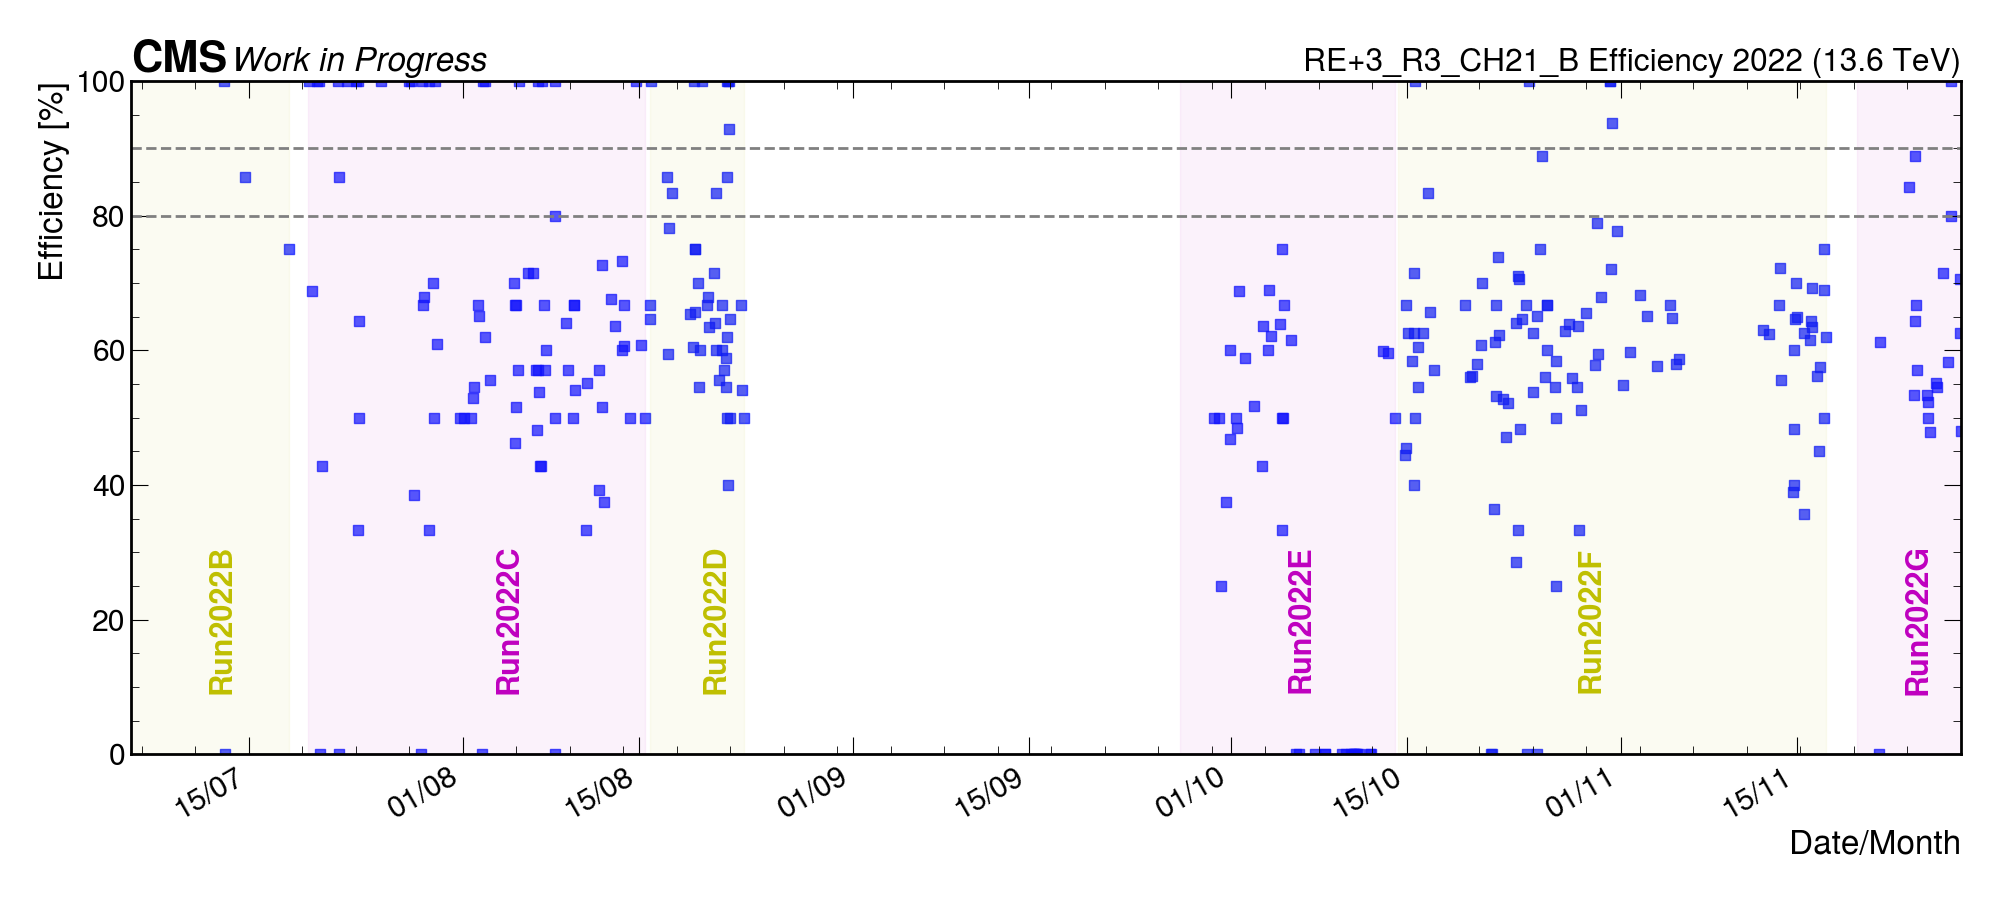 CMS Work in Progress
RE+3_R3_CH21_B Efficiency 2022 (13.6 TeV)
Efficiency [%]
100
80
60
40
20
0
Run2022B
Run2022C
Run2022D
Run2022E
Run2022F
Run2022G
15/07
01/08
15/08
01/09
15/09
01/10
15/10
01/11
15/11
Date/Month